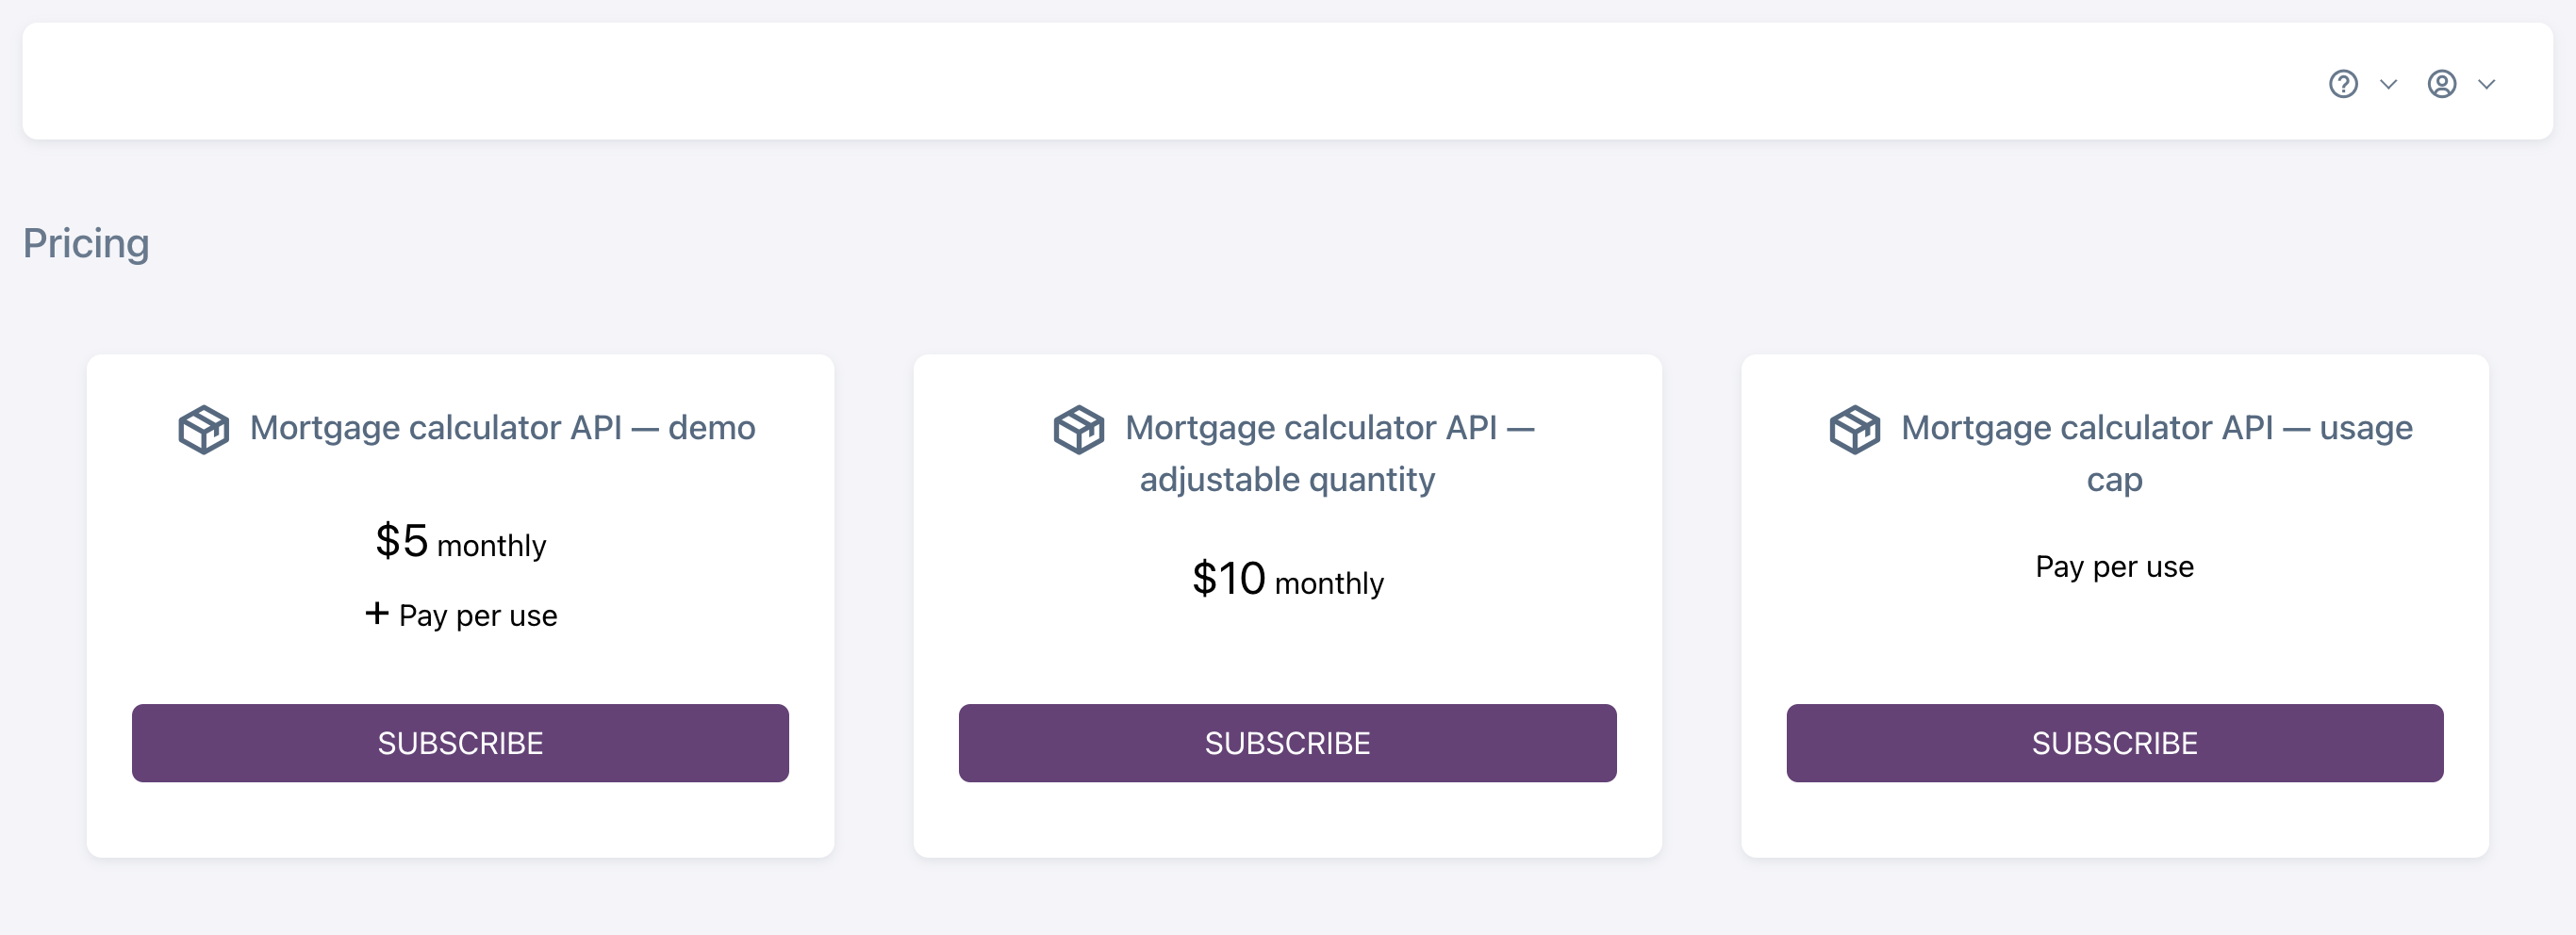 Pricing
Mortgage calculator API — demo
$5 monthly
+ Pay per use
SUBSCRIBE
Mortgage calculator API —
adjustable quantity
$10 monthly
SUBSCRIBE
Mortgage calculator API — usage
cap
Pay per use
SUBSCRIBE